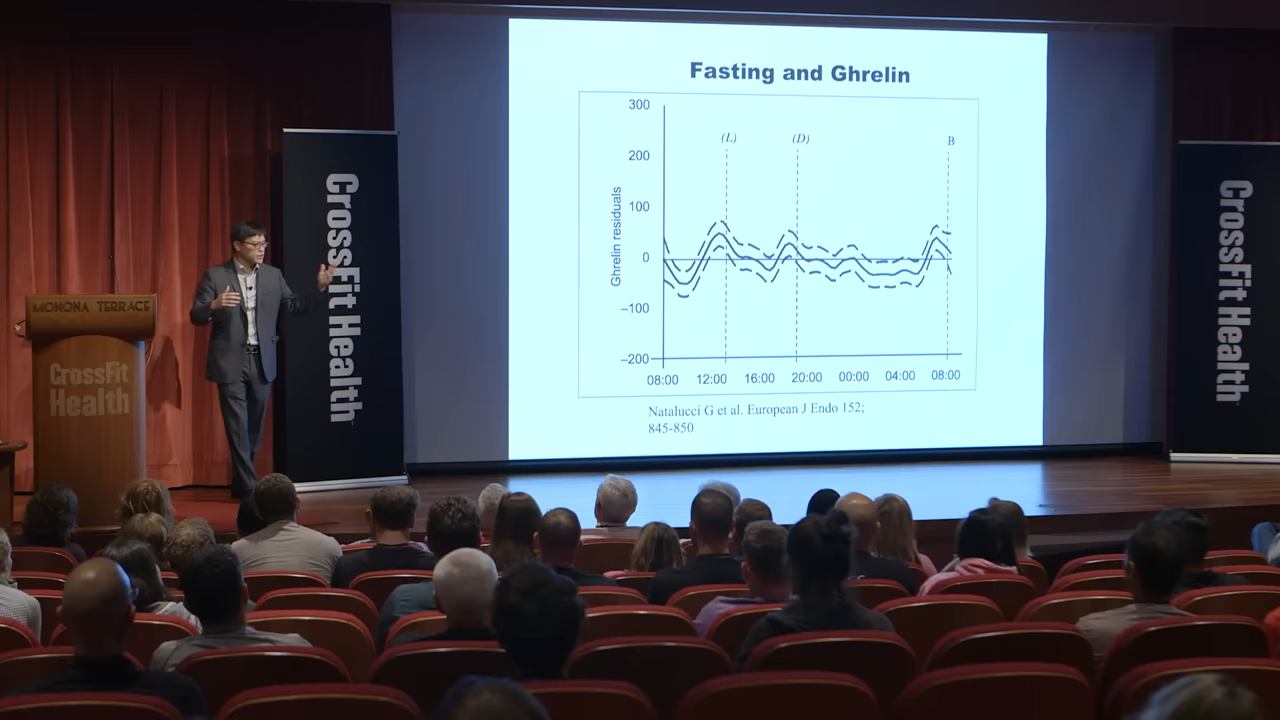 Fasting and Ghrelin
300
200
100
0
–100
–200
Ghrelin residuals
(L)
(D)
B
08:00 12:00 16:00 20:00 00:00 04:00 08:00
Natalucci G et al. European J Endo 152;
845-850
CrossFit Health
MONONA TERRACE
CrossFit
Health
CrossFit Health